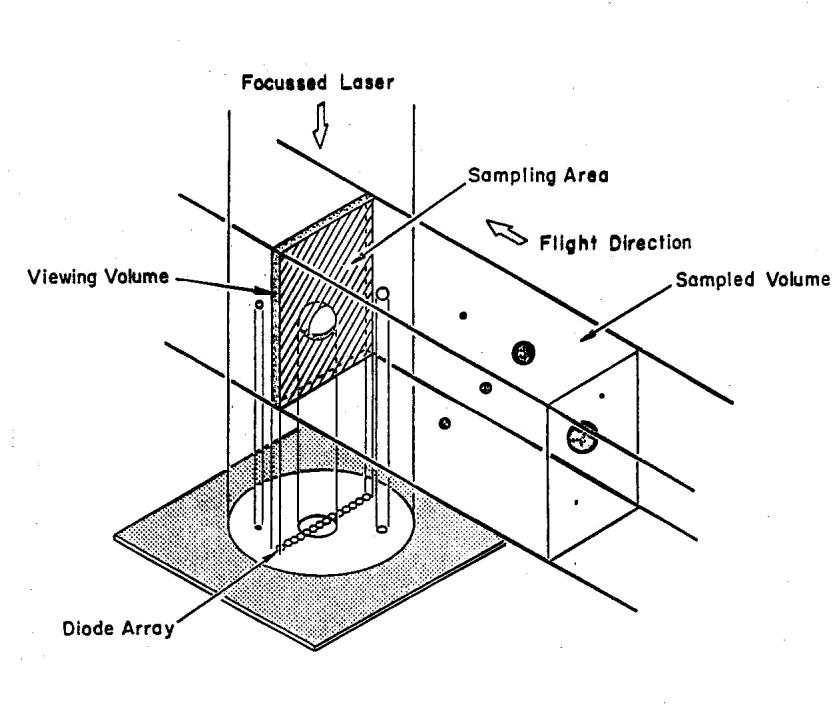 Focussed Laser
Sampling Area
Flight Direction
Viewing Volume
Sampled Volume
Diode Array